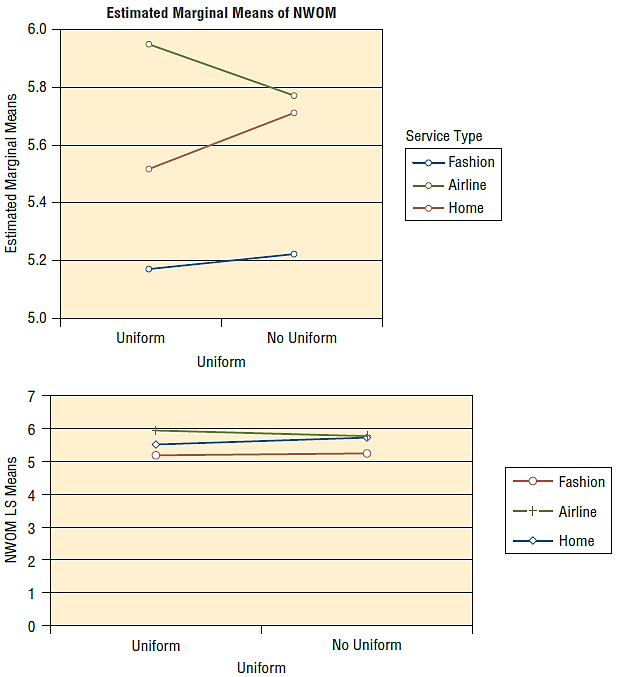 Estimated Marginal Means of NWOM
6.0
5.8
5.6
5.4
5.2
5.0
Estimated Marginal Means
Uniform
No Uniform
Uniform
Service Type
Fashion
Airline
Home
7
6
5
4
3
2
1
0
NWOM LS Means
Uniform
No Uniform
Uniform
Fashion
Airline
Home